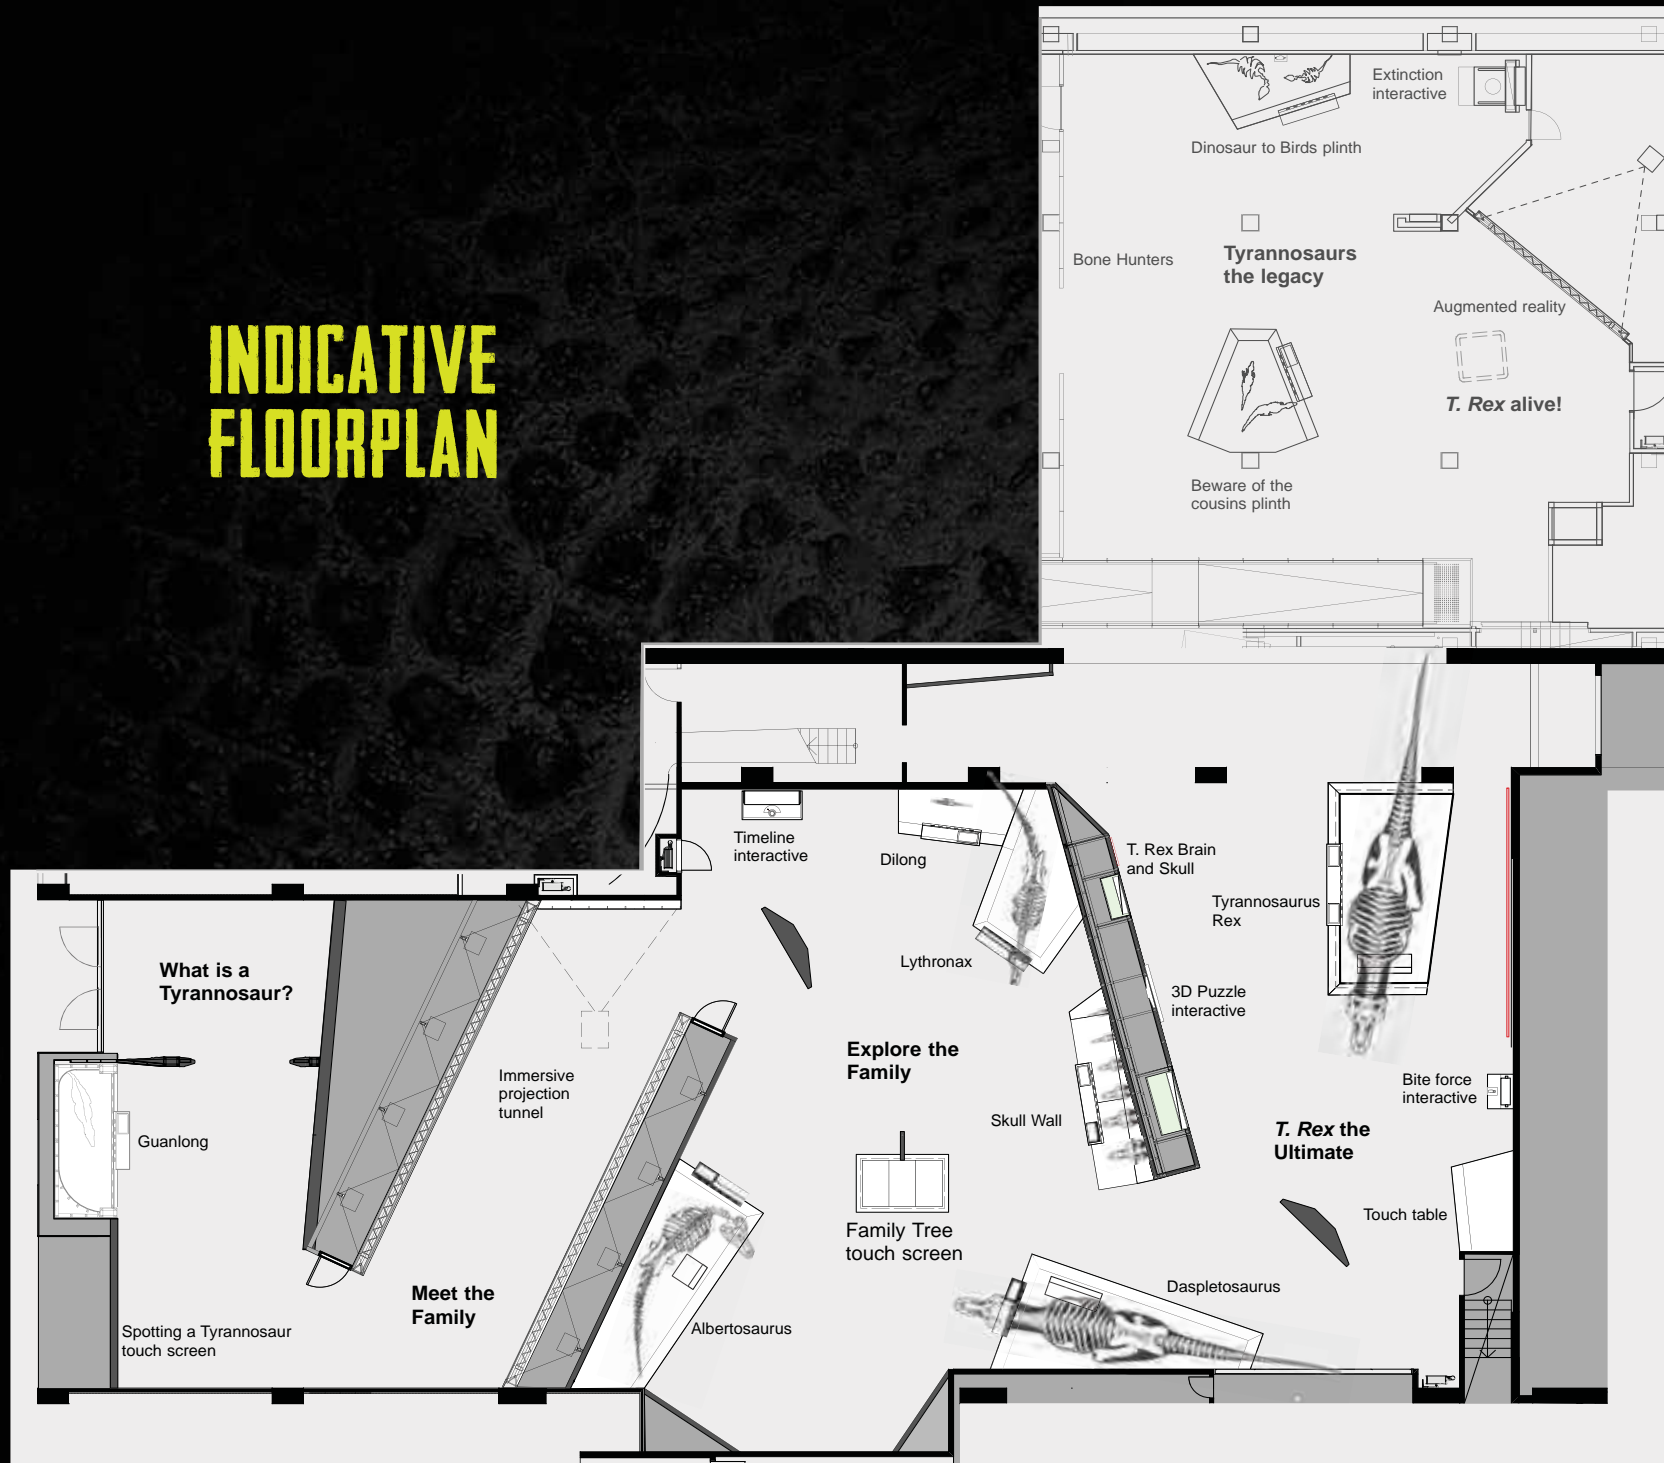 INDICATIVE
FLOORPLAN
Extinction
interactive
Dinosaur to Birds plinth
Bone Hunters
Tyrannosaurs
the legacy
Augmented reality
T. Rex alive!
Beware of the
cousins plinth
Timeline
interactive
Dilong
T. Rex Brain
and Skull
Tyrannosaurus
Rex
Lythronax
3D Puzzle
interactive
What is a
Tyrannosaur?
Explore the
Family
Immersive
projection
tunnel
Bite force
interactive
Skull Wall
Guanlong
T. Rex the
Ultimate
Touch table
Family Tree
touch screen
Meet the
Family
Daspletosaurus
Spotting a Tyrannosaur
touch screen
Albertosaurus